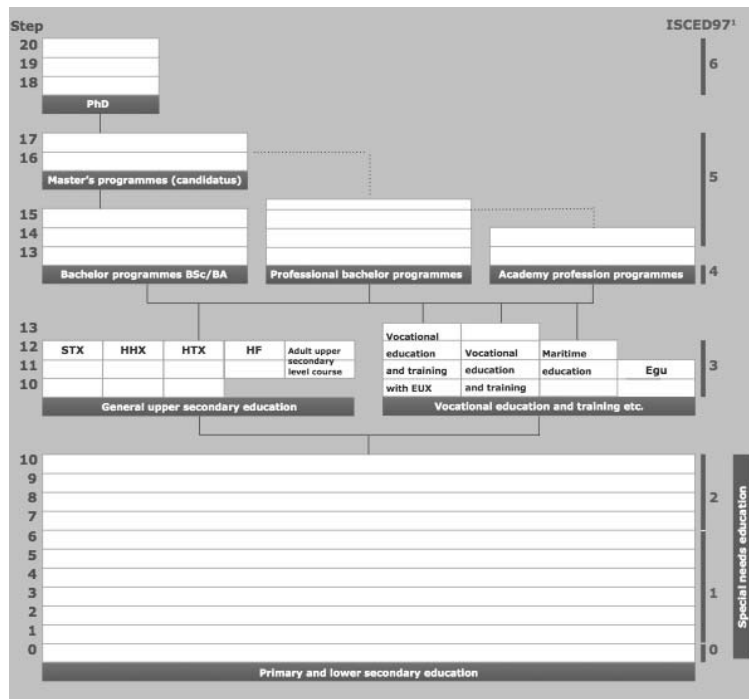 Step ISCED97¹
20
19
18
6
PhD
17
16
5
Master's programmes (candidatus)
15
14
13
Bachelor programmes BSc/BA
Professional bachelor programmes
Academy profession programmes
4
13
12
11
10
STX
HHX
HTX
HF
Adult upper
secondary
level course
General upper secondary education
Vocational
education
and training
with EUX
Vocational
education
and training
Maritime
education
Egu
3
Vocational education and training etc.
10
9
8
7
6
5
4
3
2
1
0
2
1
0
Special needs education
Primary and lower secondary education